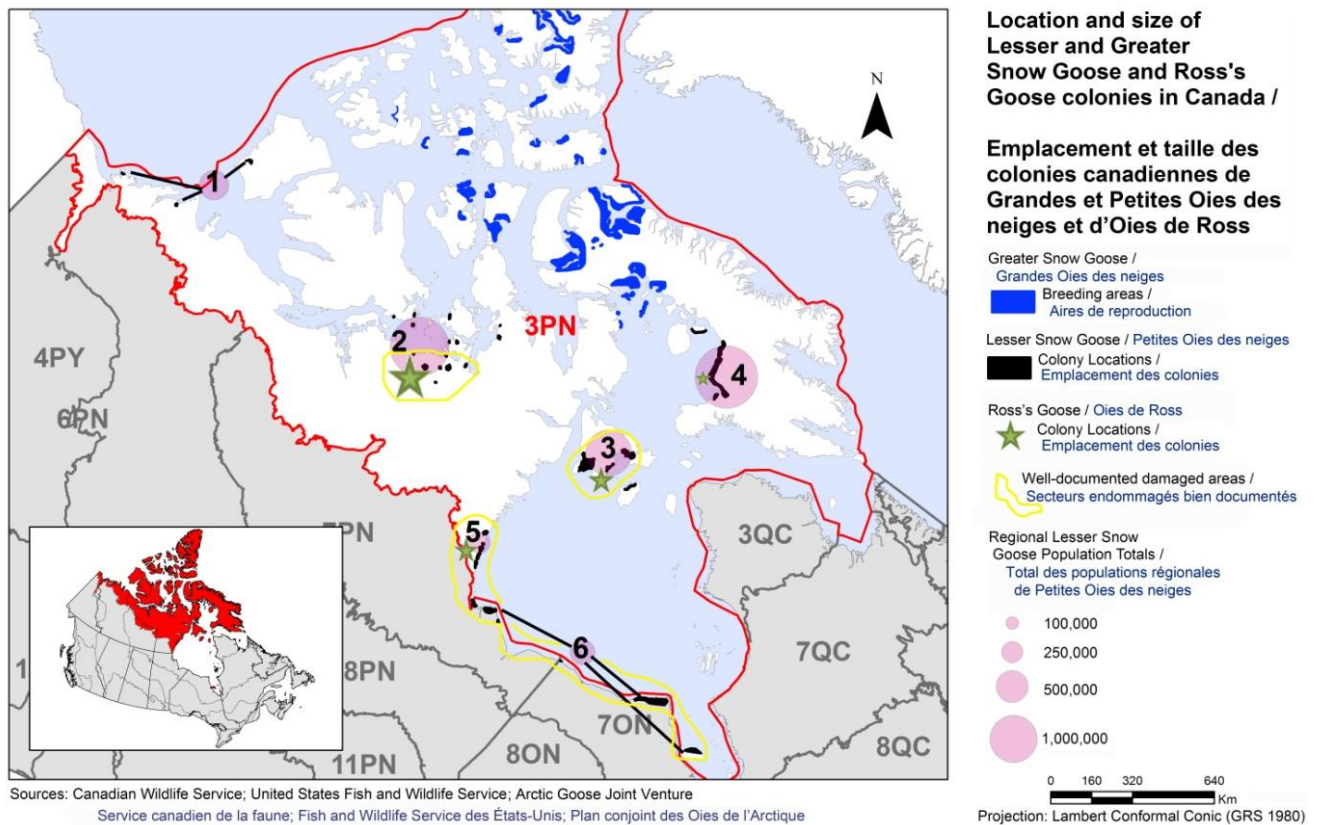 Location and size of
Lesser and Greater
Snow Goose and Ross's
Goose colonies in Canada /
Emplacement et taille des
colonies canadiennes de
Grandes et Petites Oies des
neiges et d'Oies de Ross
Greater Snow Goose /
Grandes Oies des neiges
Breeding areas /
Aires de reproduction
Lesser Snow Goose / Petites Oies des neiges
Colony Locations /
Emplacement des colonies
Ross's Goose / Oies de Ross
Colony Locations /
Emplacement des colonies
Well-documented damaged areas /
Secteurs endommagés bien documentés
Regional Lesser Snow
Goose Population Totals /
Total des populations régionales
de Petites Oies des neiges
100,000
250,000
500,000
1,000,000
0 160 320 640
Km
Projection: Lambert Conformal Conic (GRS 1980)
N
1
2
3PN
4
4PY
6PN
3
5
3QC
6
7QC
8PN
7ON
8ON
8QC
11PN
Sources: Canadian Wildlife Service; United States Fish and Wildlife Service; Arctic Goose Joint Venture
Service canadien de la faune; Fish and Wildlife Service des États-Unis; Plan conjoint des Oies de l'Arctique